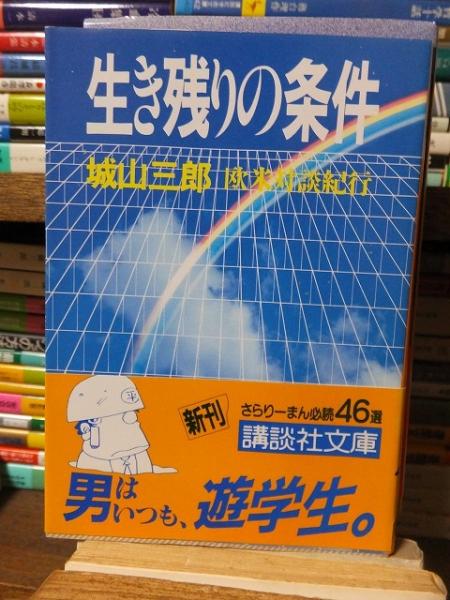 生き残りの条件
城山三郎 欧米対談紀行
平
新刊
さらりーまん必読46選
講談社文庫
男はいつも、遊学生。